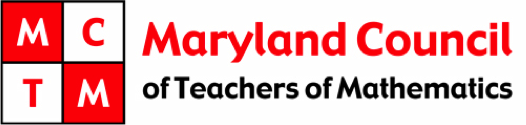 M C
T M
Maryland Council
of Teachers of Mathematics